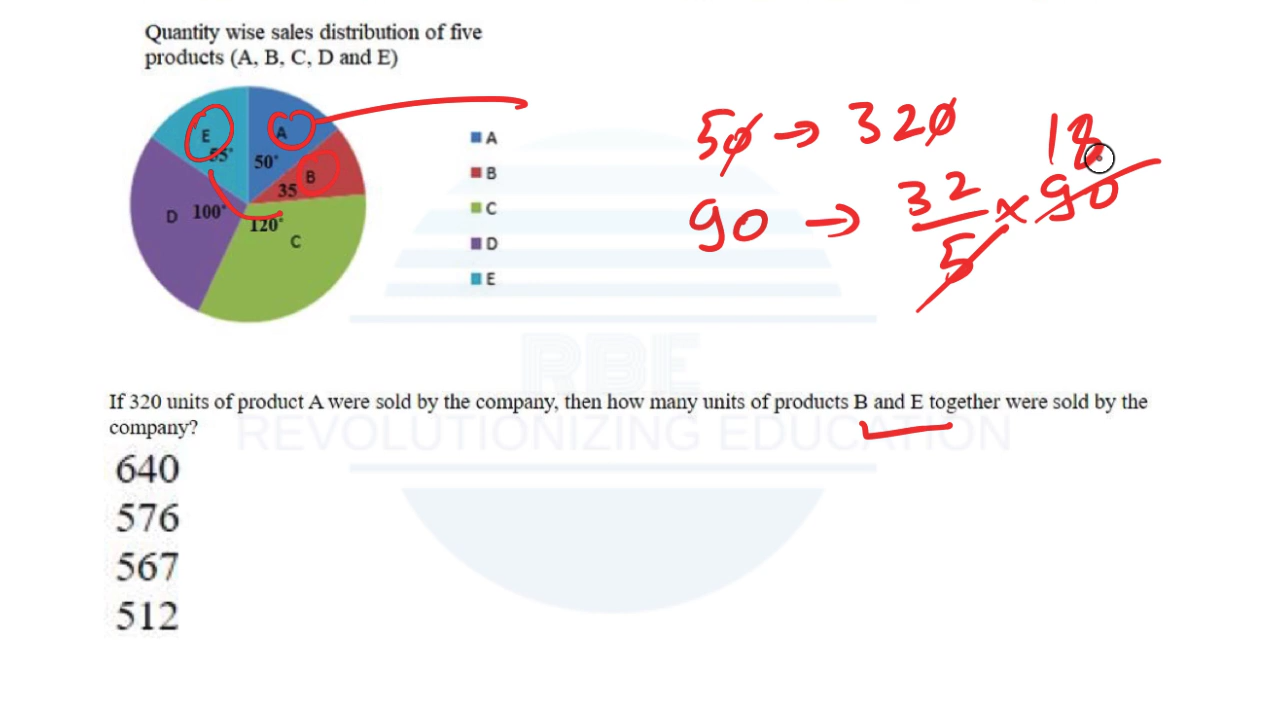 Quantity wise sales distribution of five
products (A, B, C, D and E)
E
A
55°
50°
B
35
D 100°
120°
C
A
B
C
D
E
50 → 320
18
90 → 32/5 × 90
RBE
REVOLUTIONIZING EDUCATION
If 320 units of product A were sold by the company, then how many units of products B and E together were sold by the
company?
640
576
567
512